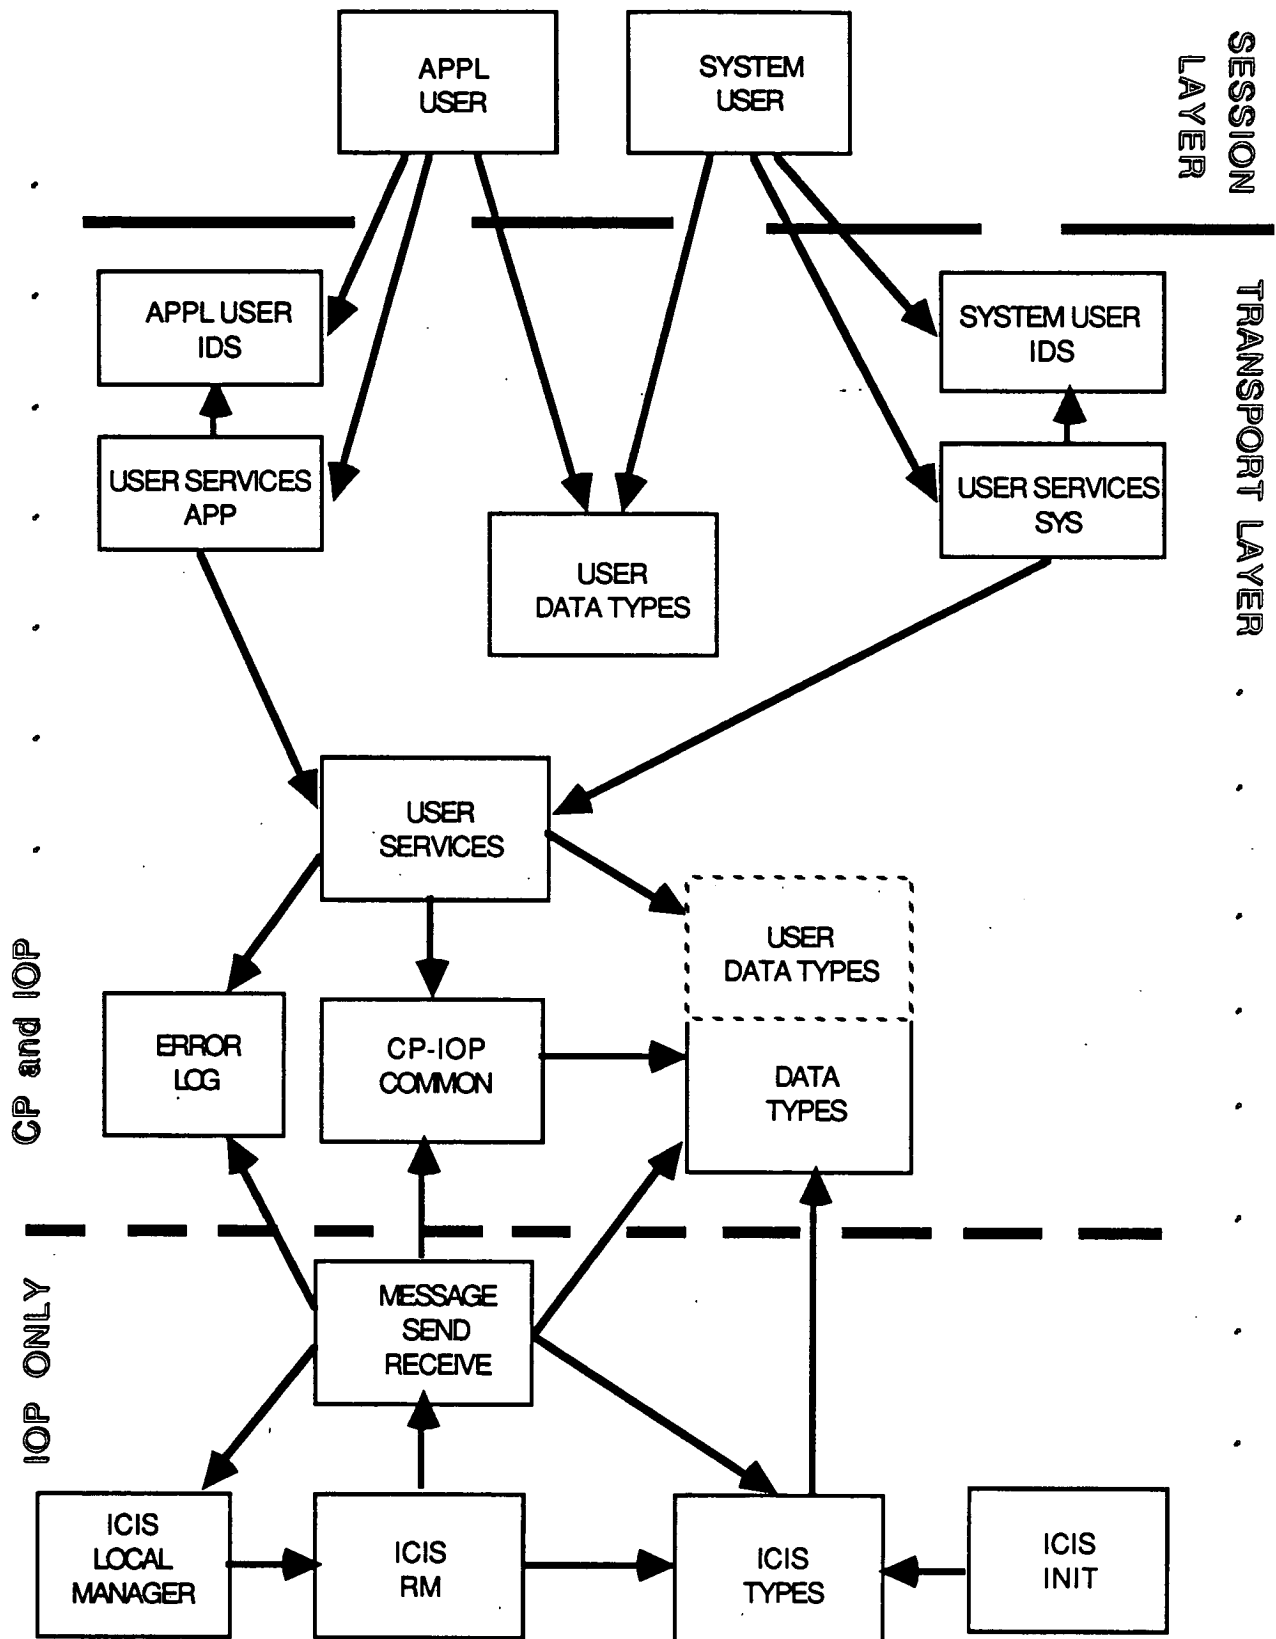 APPL
USER
SYSTEM
USER
SESSION
LAYER
APPL USER
IDS
SYSTEM USER
IDS
TRANSPORT LAYER
USER SERVICES
APP
USER SERVICES
SYS
USER
DATA TYPES
USER
SERVICES
USER
DATA TYPES
CP and IOP
ERROR
LOG
CP-IOP
COMMON
DATA
TYPES
IOP ONLY
MESSAGE
SEND
RECEIVE
ICIS
LOCAL
MANAGER
ICIS
RM
ICIS
TYPES
ICIS
INIT